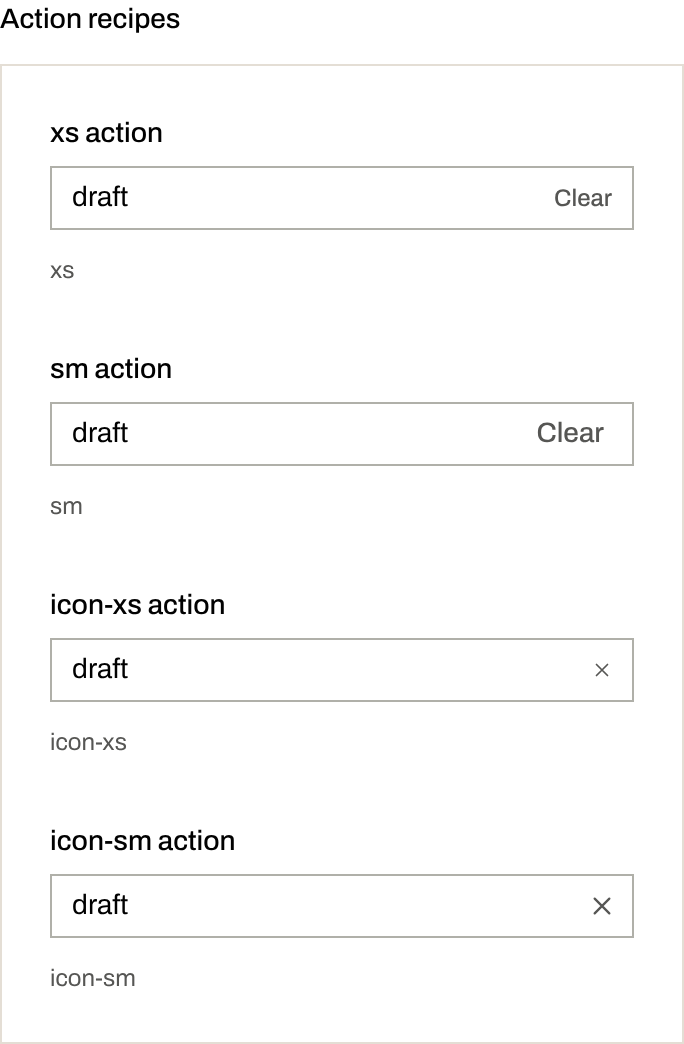 Action recipes
xs action
draft Clear
xs
sm action
draft Clear
sm
icon-xs action
draft
icon-xs
icon-sm action
draft
icon-sm